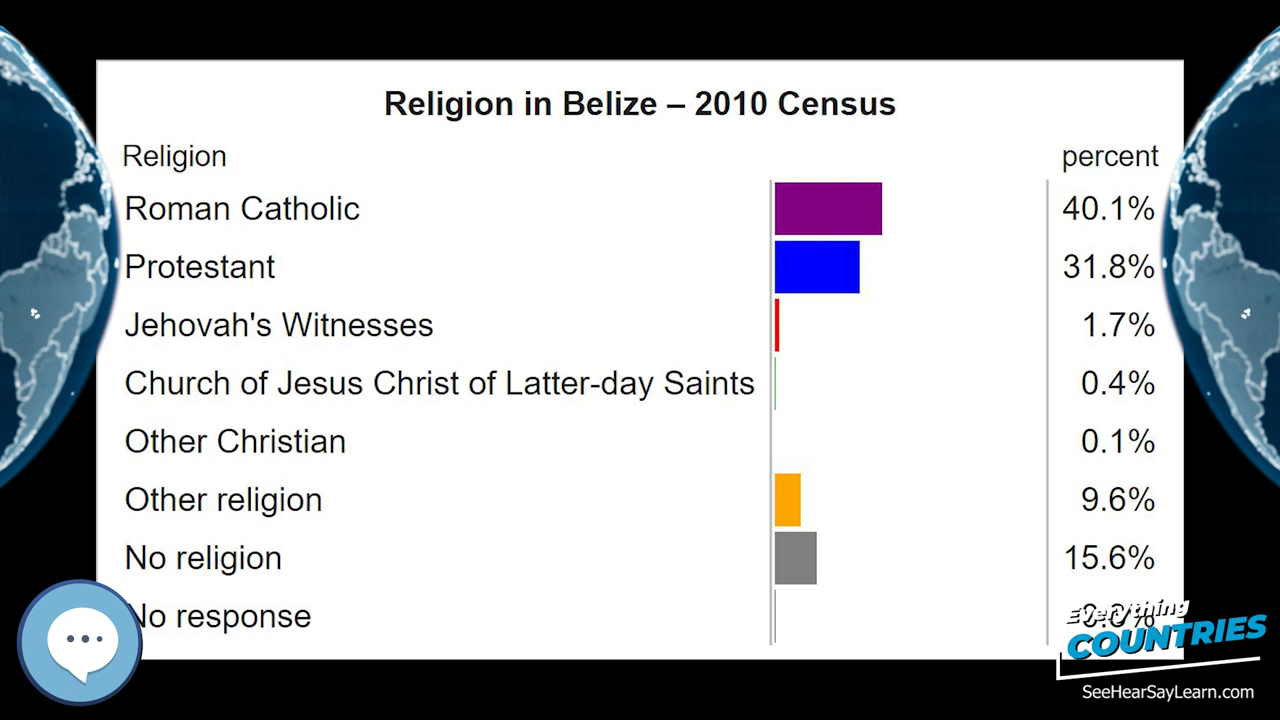 Religion in Belize – 2010 Census
Religion percent
Roman Catholic 40.1%
Protestant 31.8%
Jehovah's Witnesses 1.7%
Church of Jesus Christ of Latter-day Saints 0.4%
Other Christian 0.1%
Other religion 9.6%
No religion 15.6%
No response
Everything
COUNTRIES
SeeHearSayLearn.com